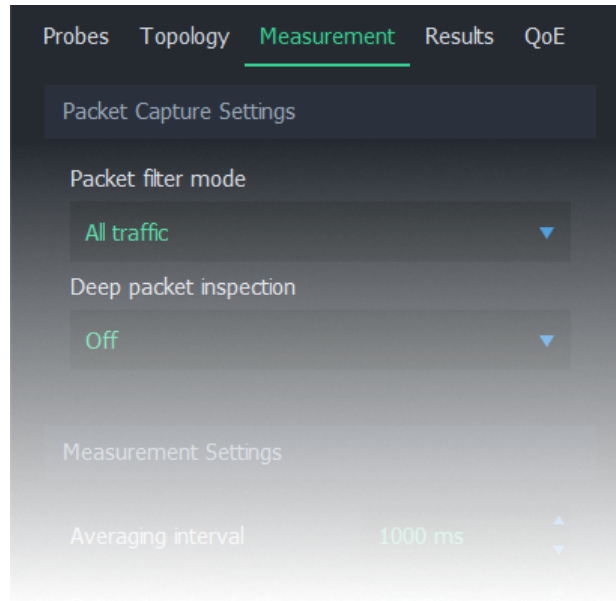 Probes Topology Measurement Results QoE
Packet Capture Settings
Packet filter mode
All traffic
Deep packet inspection
Off
Measurement Settings
Averaging interval 1000 ms